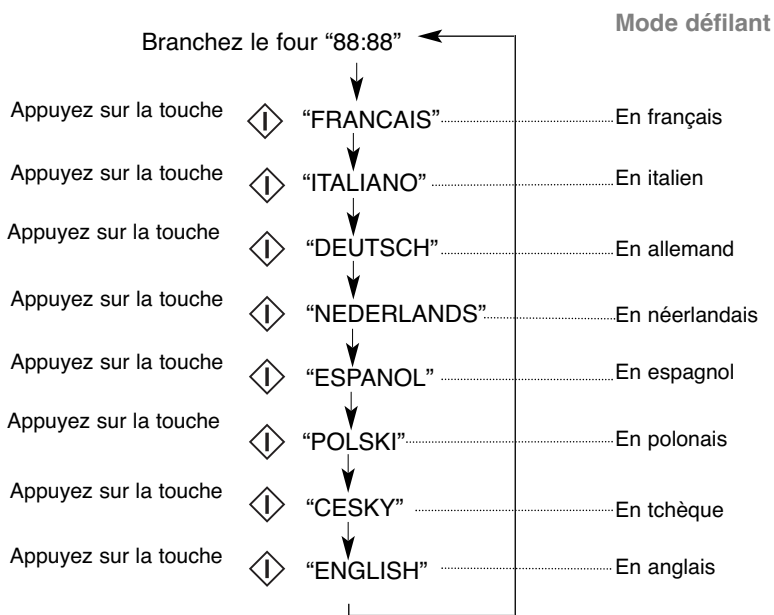 Mode défilant
Branchez le four “88:88”
Appuyez sur la touche “FRANCAIS” En français
Appuyez sur la touche “ITALIANO” En italien
Appuyez sur la touche “DEUTSCH” En allemand
Appuyez sur la touche “NEDERLANDS” En néerlandais
Appuyez sur la touche “ESPANOL” En espagnol
Appuyez sur la touche “POLSKI” En polonais
Appuyez sur la touche “CESKY” En tchèque
Appuyez sur la touche “ENGLISH” En anglais